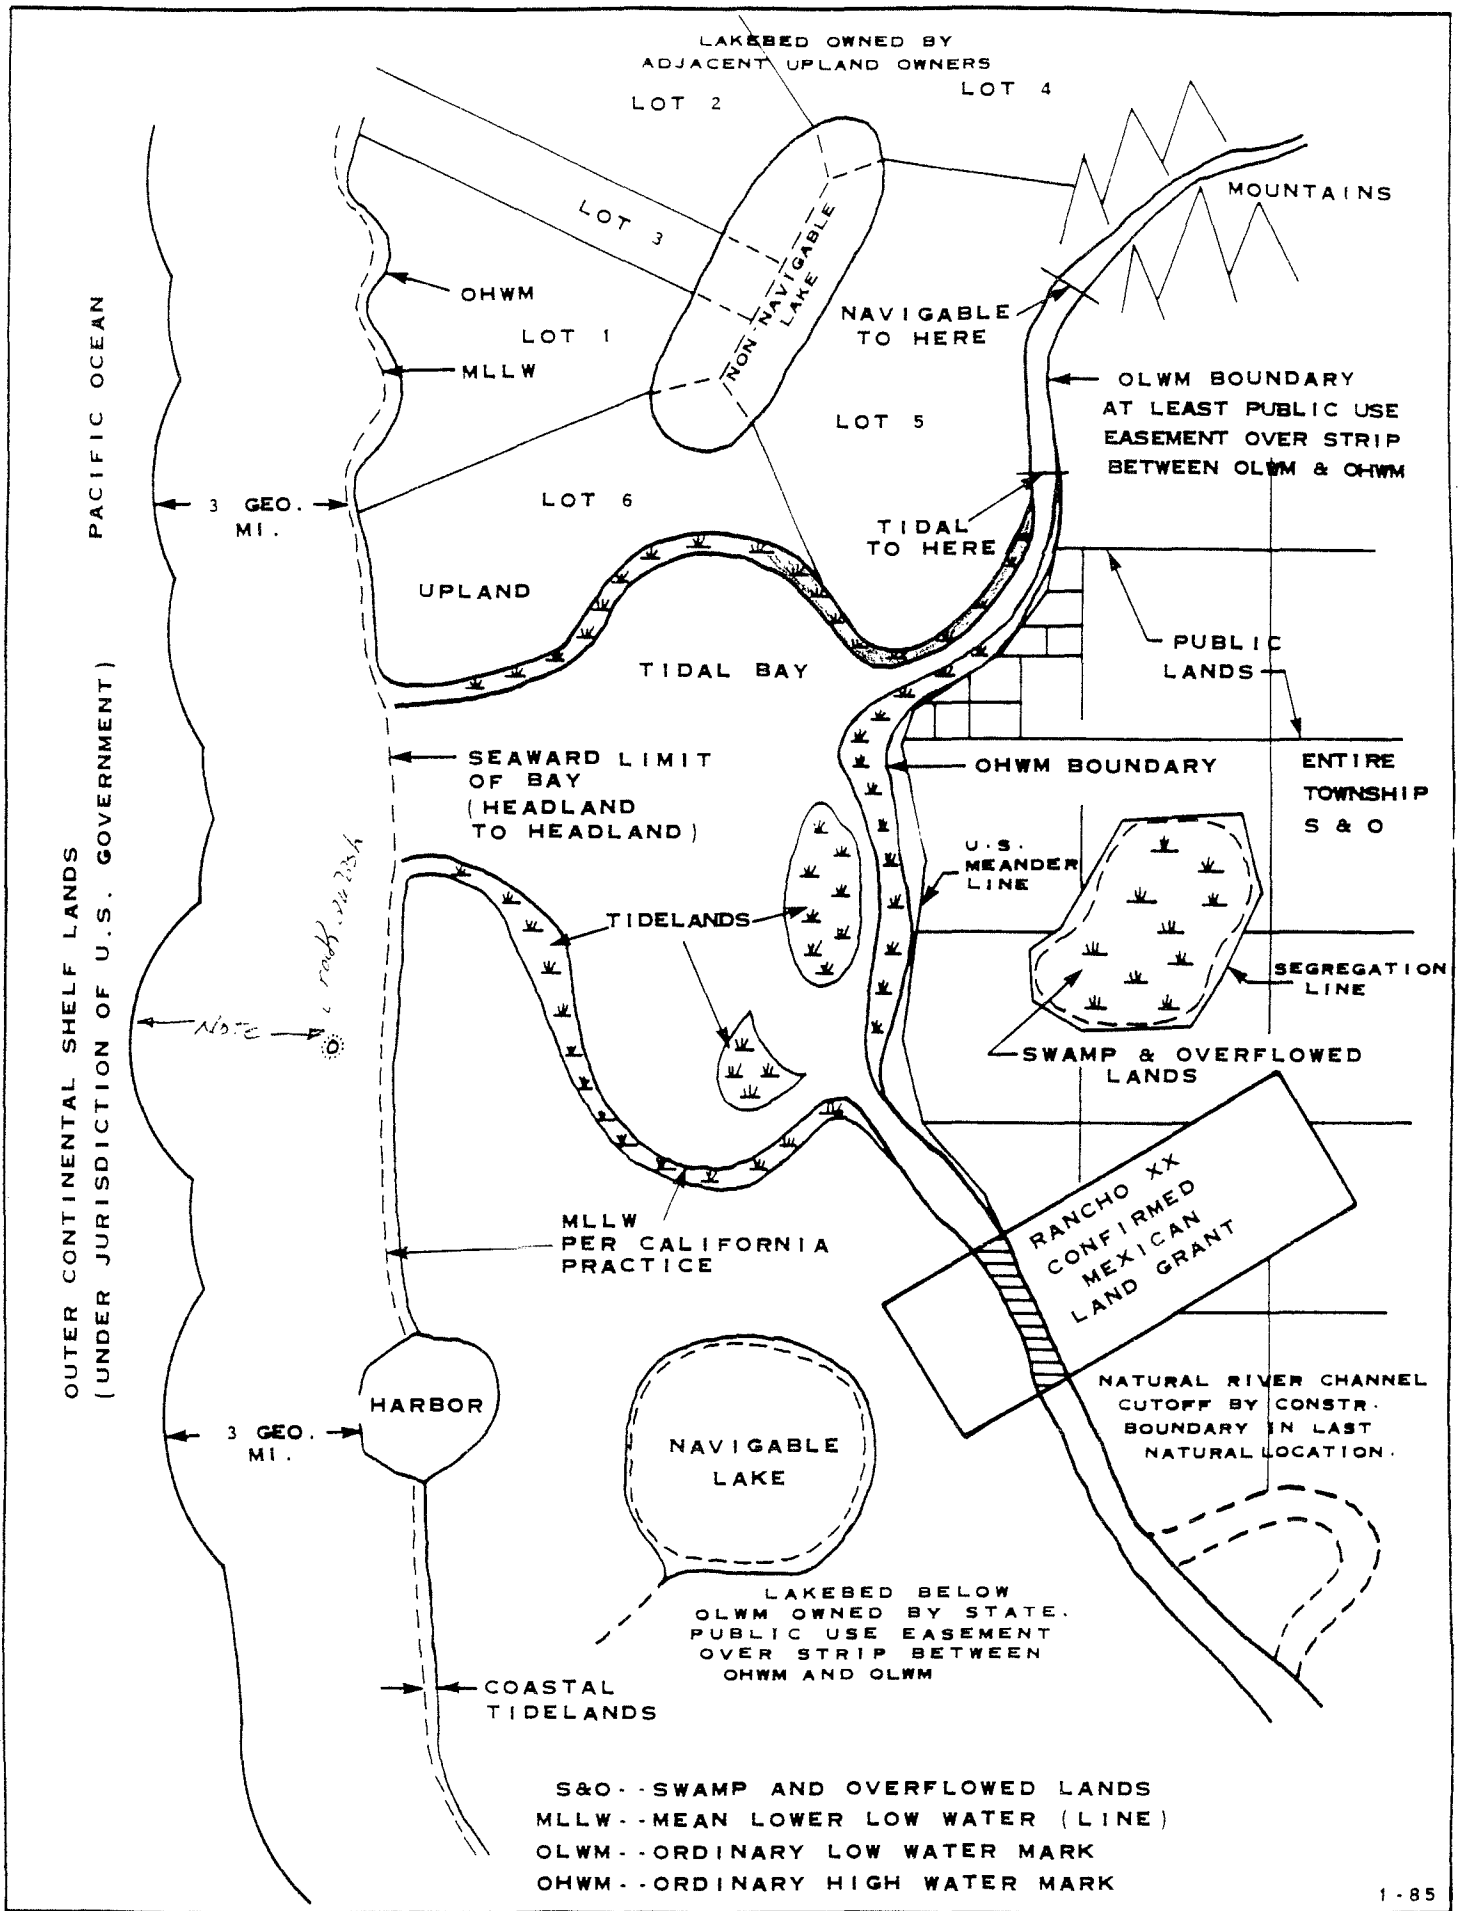 LAKEBED OWNED BY
ADJACENT UPLAND OWNERS
LOT 2
LOT 4
MOUNTAINS
LOT 3
NON-NAVIGABLE
LAKE
OHWM
NAVIGABLE
TO HERE
LOT 1
MLLW
PACIFIC OCEAN
OLWM BOUNDARY
AT LEAST PUBLIC USE
EASEMENT OVER STRIP
BETWEEN OLWM & OHWM
LOT 5
3 GEO.
MI.
LOT 6
TIDAL
TO HERE
UPLAND
PUBLIC
LANDS
TIDAL BAY
SEAWARD LIMIT
OF BAY
(HEADLAND
TO HEADLAND)
OHWM BOUNDARY
ENTIRE
TOWNSHIP
S & O
U.S.
MEANDER
LINE
OUTER CONTINENTAL SHELF LANDS
(UNDER JURISDICTION OF U.S. GOVERNMENT)
TIDELANDS
SEGREGATION
LINE
NOTE
SWAMP & OVERFLOWED
LANDS
RANCHO XX
CONFIRMED
MEXICAN
LAND GRANT
MLLW
PER CALIFORNIA
PRACTICE
HARBOR
NATURAL RIVER CHANNEL
CUTOFF BY CONSTR.
BOUNDARY IN LAST
NATURAL LOCATION.
3 GEO.
MI.
NAVIGABLE
LAKE
LAKEBED BELOW
OLWM OWNED BY STATE.
PUBLIC USE EASEMENT
OVER STRIP BETWEEN
OHWM AND OLWM
COASTAL
TIDELANDS
S&O--SWAMP AND OVERFLOWED LANDS
MLLW--MEAN LOWER LOW WATER (LINE)
OLWM--ORDINARY LOW WATER MARK
OHWM--ORDINARY HIGH WATER MARK
1-85